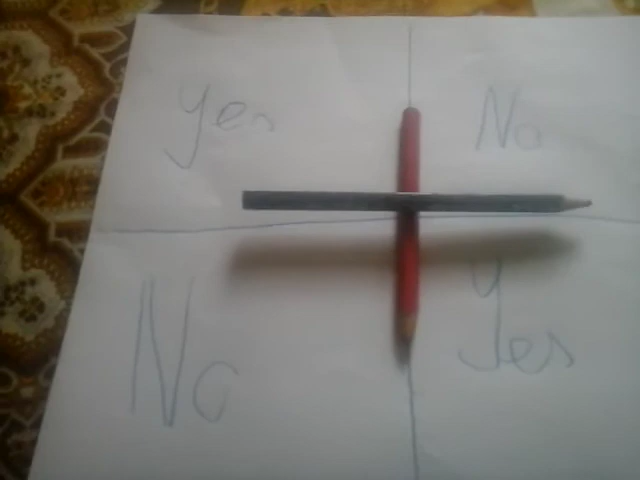 Yes No
No Yes